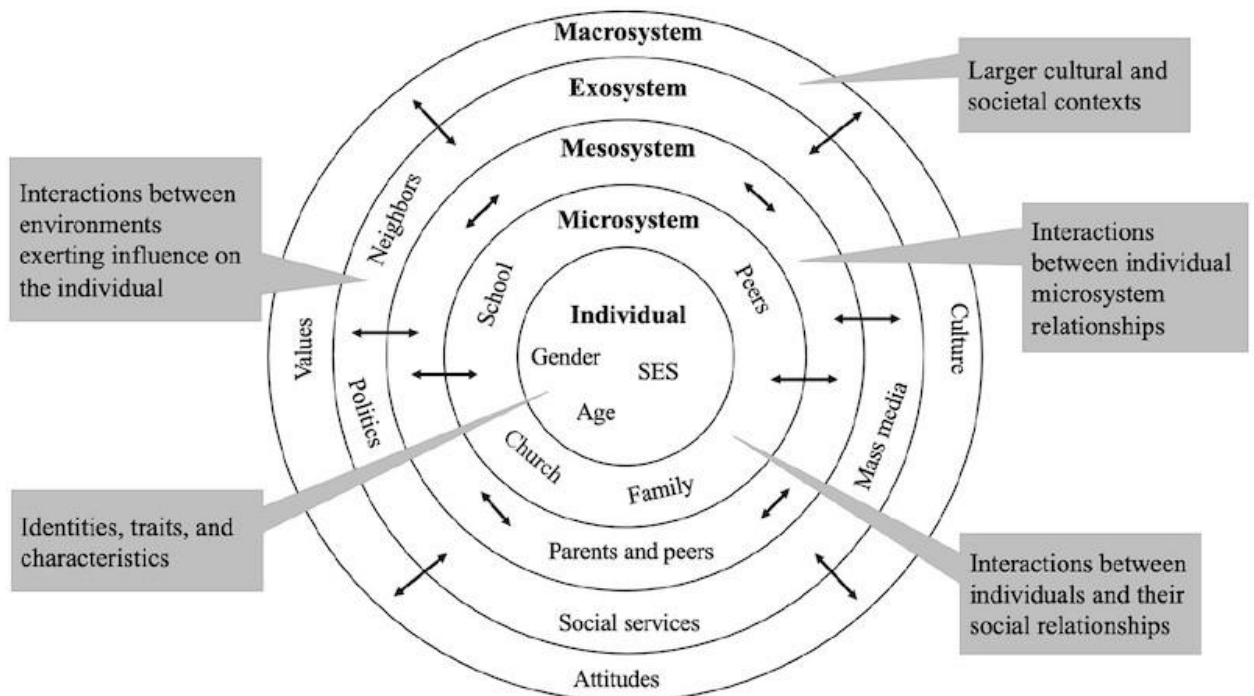 Macrosystem
Larger cultural and
societal contexts
Exosystem
Mesosystem
Interactions between
environments
exerting influence on
the individual
Neighbors
Microsystem
Interactions
between individual
microsystem
relationships
School
Peers
Individual
Gender
SES
Age
Values
Culture
Politics
Mass media
Church
Family
Identities, traits, and
characteristics
Parents and peers
Interactions between
individuals and their
social relationships
Social services
Attitudes